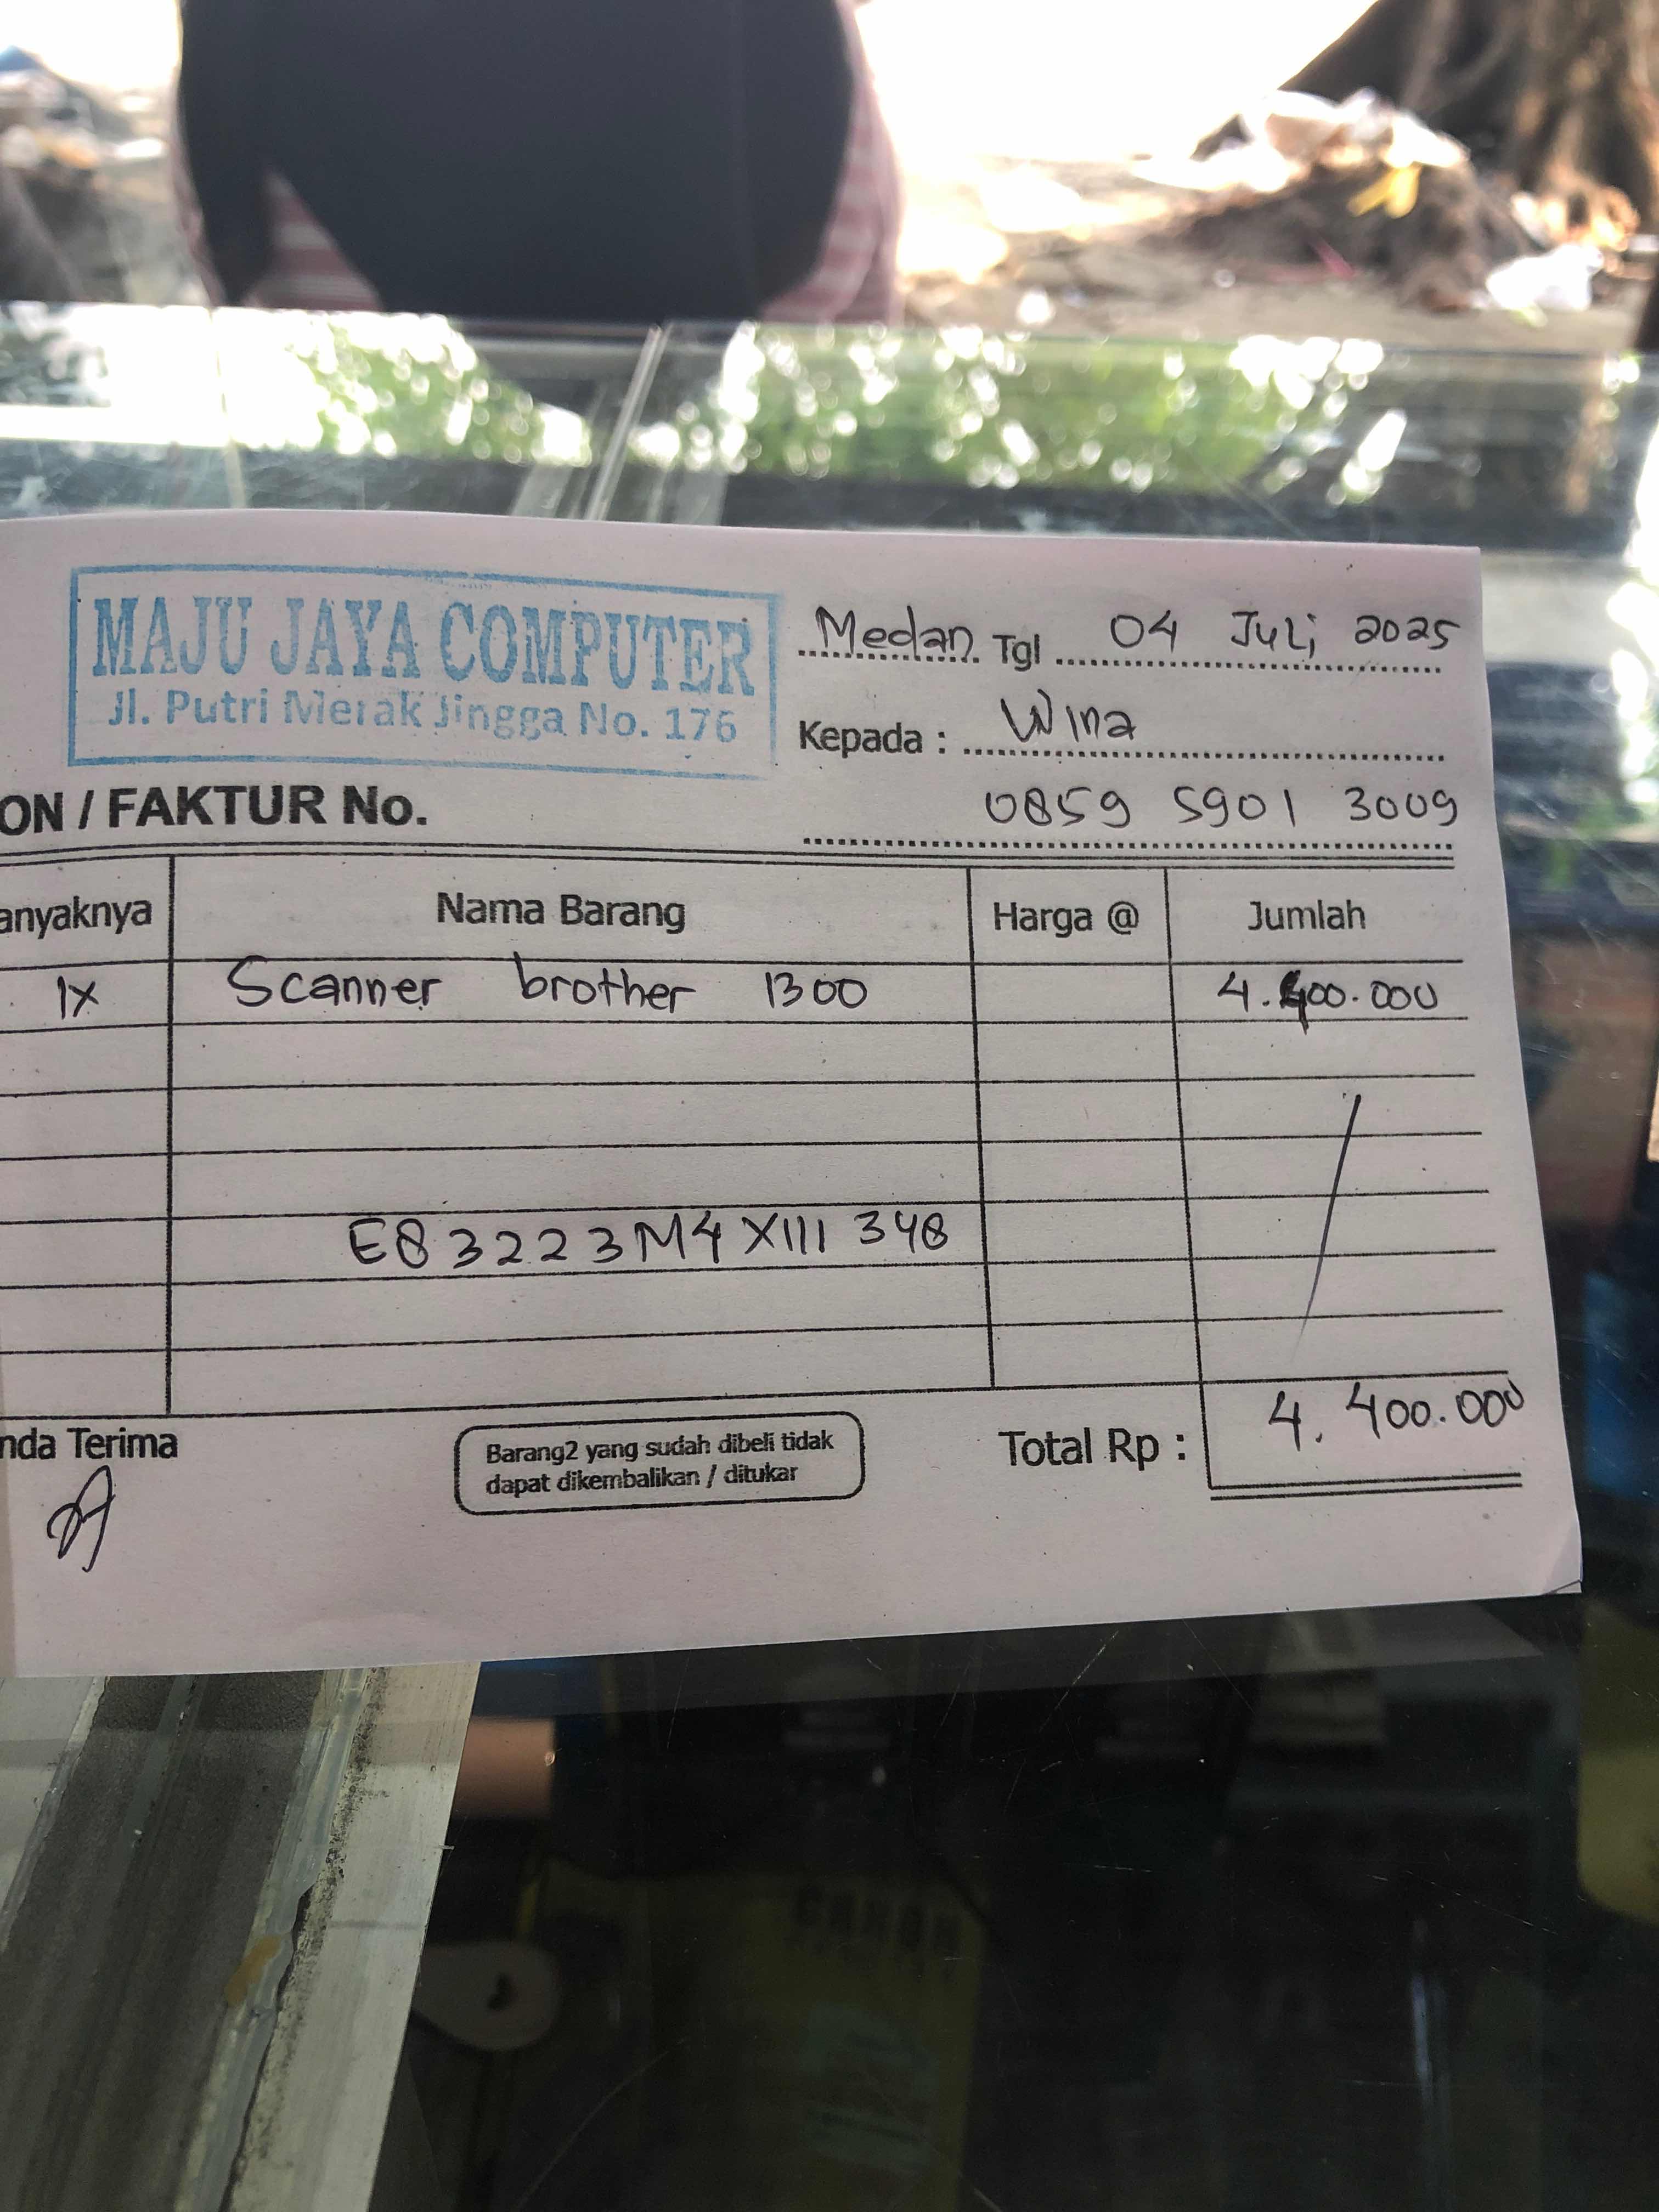 MAJU JAYA COMPUTER
Jl. Putri Merak Jingga No. 176
Medan Tgl 04 Juli 2025
Kepada : Wina
0859 5901 3009
ON / FAKTUR No.
anyaknya Nama Barang Harga @ Jumlah
1x Scanner brother 1300 4.400.000
E83223M4XIII348
nda Terima
Barang2 yang sudah dibeli tidak
dapat dikembalikan / ditukar
Total Rp : 4.400.000